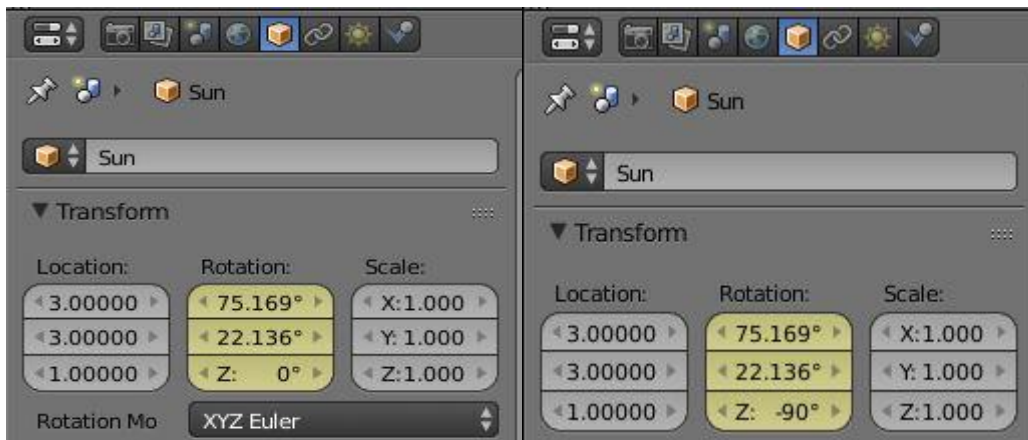 Sun
Sun
Transform
Location: Rotation: Scale:
3.00000 75.169° X:1.000
3.00000 22.136° Y: 1.000
1.00000 Z: 0° Z:1.000
Rotation Mo XYZ Euler
Sun
Sun
Transform
Location: Rotation: Scale:
3.00000 75.169° X:1.000
3.00000 22.136° Y: 1.000
1.00000 Z: -90° Z:1.000